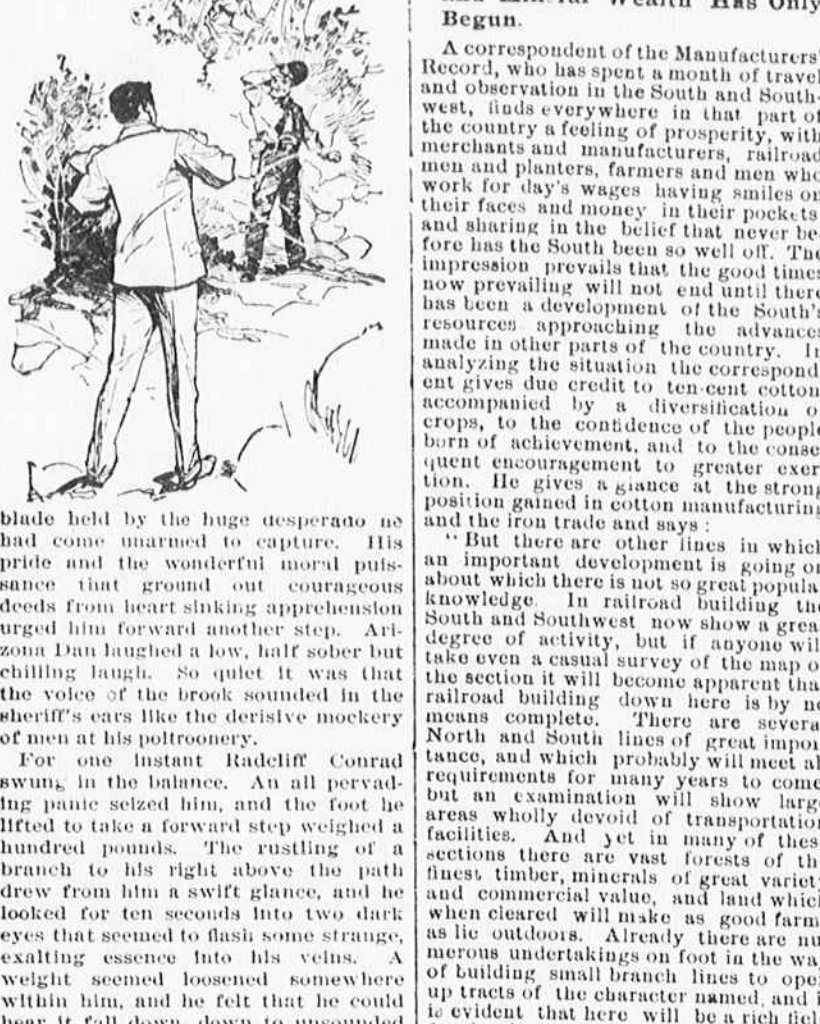 blade held by the huge desperado he
had come unarmed to capture. His
pride and the wonderful moral puis-
sance that ground out courageous
deeds from heart sinking apprehension
urged him forward another step. Ari-
zona Dan laughed a low, half sober but
chilling laugh. So quiet it was that
the voice of the brook sounded in the
sheriff's ears like the derisive mockery
of men at his poltroonery.
For one instant Radcliff Conrad
swung in the balance. An all pervad-
ing panic seized him, and the foot he
lifted to take a forward step weighed a
hundred pounds. The rustling of a
branch to his right above the path
drew from him a swift glance, and he
looked for ten seconds into two dark
eyes that seemed to flash some strange,
exalting essence into his veins. A
weight seemed loosened somewhere
within him, and he felt that he could
hear it fall down, down to unsounded
Wealth Has Only
Begun.
A correspondent of the Manufacturers'
Record, who has spent a month of travel
and observation in the South and South-
west, finds everywhere in that part of
the country a feeling of prosperity, with
merchants and manufacturers, railroad
men and planters, farmers and men who
work for day's wages having smiles on
their faces and money in their pockets
and sharing in the belief that never be-
fore has the South been so well off. The
impression prevails that the good times
now prevailing will not end until there
has been a development of the South's
resources approaching the advances
made in other parts of the country. In
analyzing the situation the correspond-
ent gives due credit to ten-cent cotton
accompanied by a diversification o
crops, to the confidence of the people
born of achievement, and to the conse-
quent encouragement to greater exer-
tion. He gives a glance at the strong
position gained in cotton manufacturing
and the iron trade and says :
"But there are other lines in which
an important development is going on
about which there is not so great popular
knowledge. In railroad building the
South and Southwest now show a great
degree of activity, but if anyone will
take even a casual survey of the map of
the section it will become apparent that
railroad building down here is by no
means complete. There are several
North and South lines of great impor
tance, and which probably will meet all
requirements for many years to come
but an examination will show large
areas wholly devoid of transportation
facilities. And yet in many of these
sections there are vast forests of the
finest timber, minerals of great variety
and commercial value, and land which
when cleared will make as good farms
as lie outdoors. Already there are nu
merous undertakings on foot in the way
of building small branch lines to open
up tracts of the character named, and i
is evident that here will be a rich field